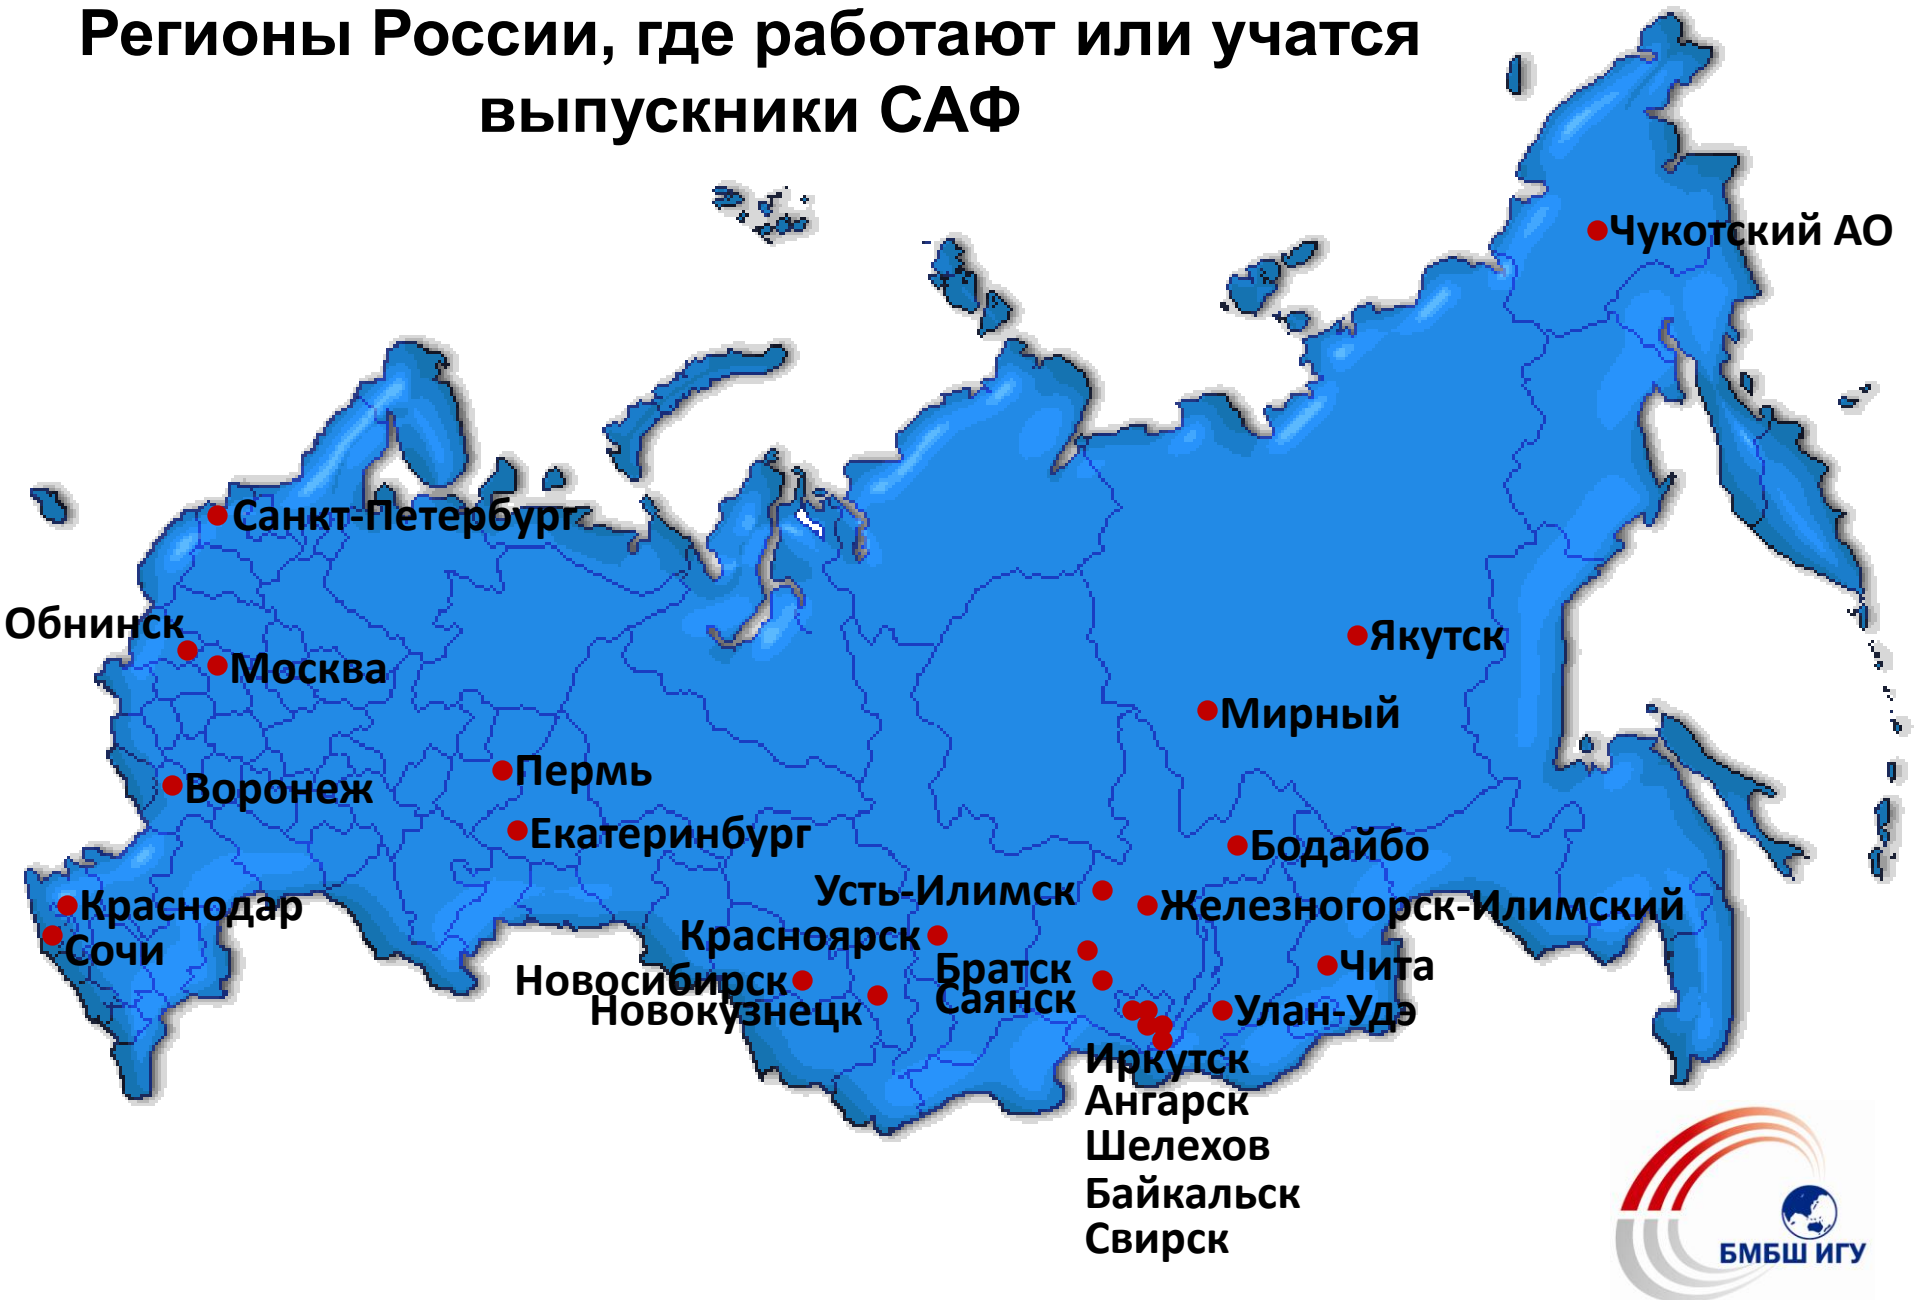 Регионы России, где работают или учатся
выпускники САФ
Чукотский АО
Санкт-Петербург
Обнинск
Москва
Якутск
Мирный
Пермь
Воронеж
Екатеринбург
Бодайбо
Усть-Илимск
Железногорск-Илимский
Краснодар
Сочи
Красноярск
Братск
Чита
Новосибирск
Саянск
Новокузнецк
Улан-Удэ
Иркутск
Ангарск
Шелехов
Байкальск
Свирск
БМБШ ИГУ